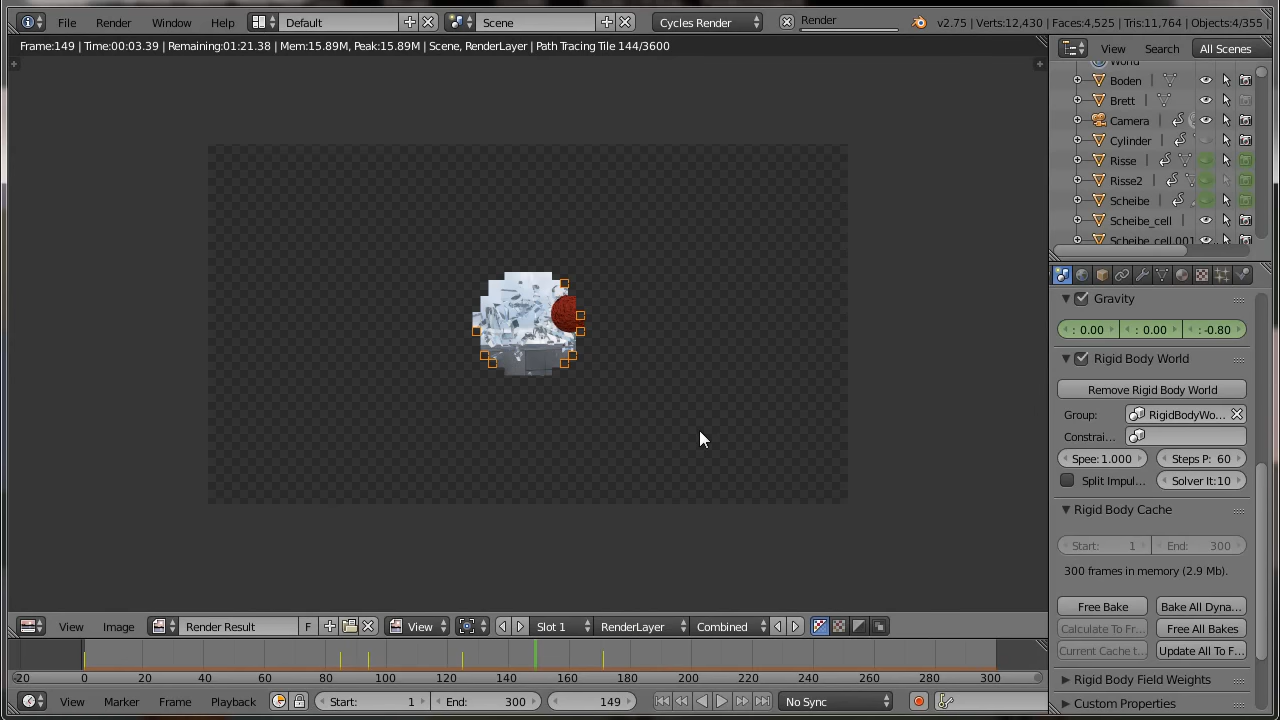 File Render Window Help Default Scene Cycles Render Render v2.75 | Verts:12,430 | Faces:4,525 | Tris:11,764 | Objects:4/355 |
Frame:149 | Time:00:03.39 | Remaining:01:21.38 | Mem:15.89M, Peak:15.89M | Scene, RenderLayer | Path Tracing Tile 144/3600
View Search All Scenes
World
Boden
Brett
Camera
Cylinder
Risse
Risse2
Scheibe
Scheibe_cell
Scheibe_cell.001
Gravity
: 0.00 : 0.00 : -0.80
Rigid Body World
Remove Rigid Body World
Group: RigidBodyWo...
Constrai...
Spee: 1.000 Steps P: 60
Split Impul... Solver It: 10
Rigid Body Cache
Start: 1 End: 300
300 frames in memory (2.9 Mb).
Free Bake Bake All Dyna...
Calculate To Fr... Free All Bakes
Current Cache t... Update All To F...
Rigid Body Field Weights
Custom Properties
View Image Render Result F View Slot 1 RenderLayer Combined
-20 0 20 40 60 80 100 120 140 160 180 200 220 240 260 280 300
View Marker Frame Playback Start: 1 End: 300 149 No Sync